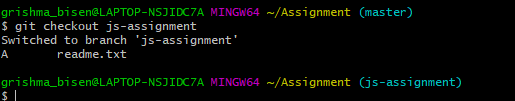 grishma_bisen@LAPTOP-NSJIDC7A MINGW64 ~/Assignment (master)
$ git checkout js-assignment
Switched to branch 'js-assignment'
A       readme.txt
grishma_bisen@LAPTOP-NSJIDC7A MINGW64 ~/Assignment (js-assignment)
$